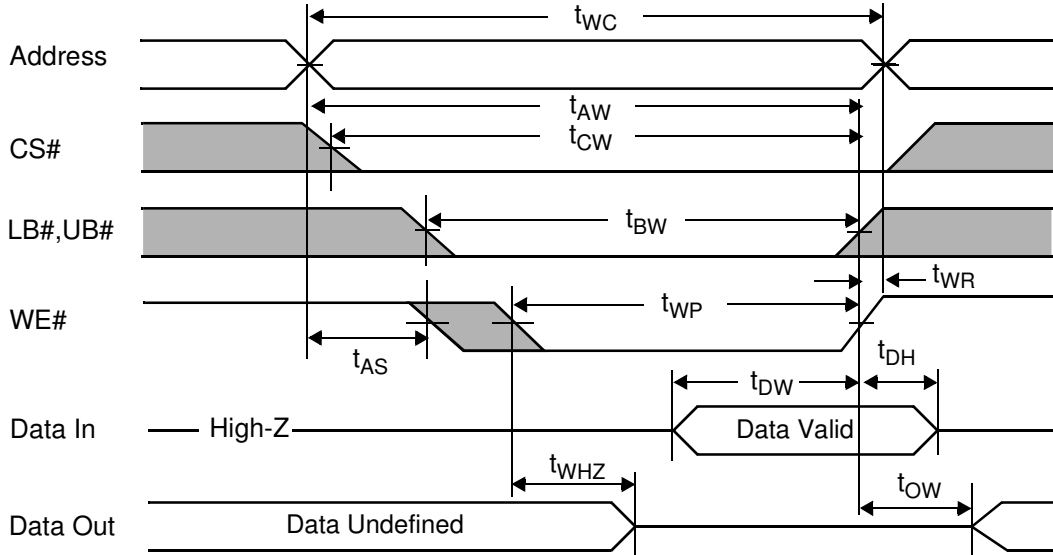 tWC
Address
tAW
CS#
tCW
LB#,UB#
tBW
tWR
WE#
tWP
tAS
tDH
tDW
Data In
High-Z
Data Valid
tWHZ
tOW
Data Out
Data Undefined